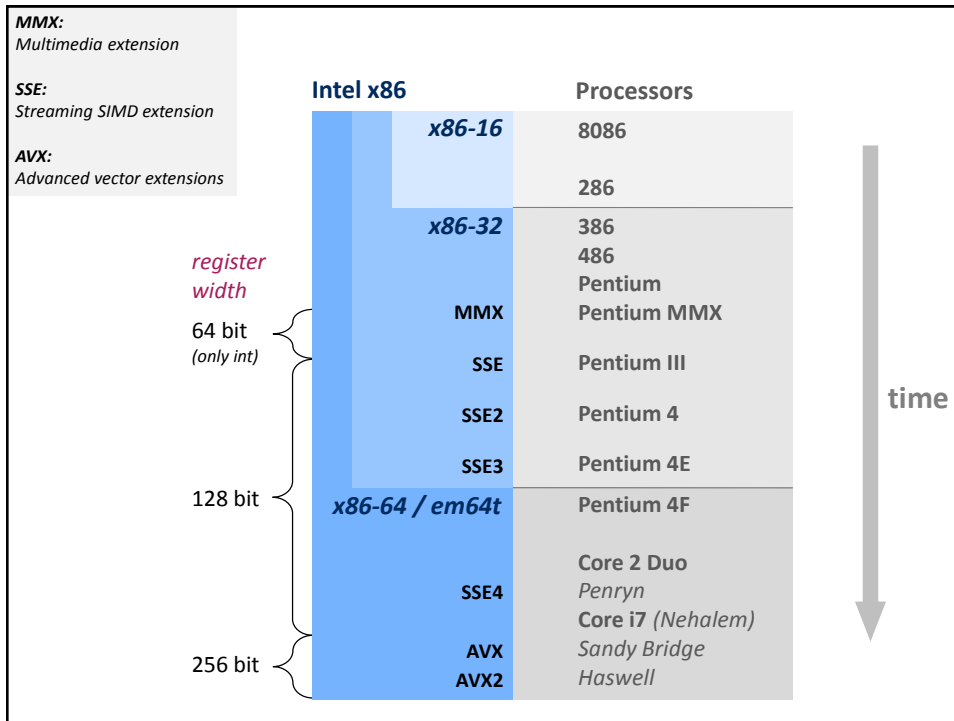 MMX:
Multimedia extension
SSE:
Streaming SIMD extension
AVX:
Advanced vector extensions
Intel x86
Processors
x86-16
8086
286
x86-32
386
486
register
width
Pentium
MMX
Pentium MMX
64 bit
(only int)
SSE
Pentium III
time
SSE2
Pentium 4
SSE3
Pentium 4E
128 bit
x86-64 / em64t
Pentium 4F
Core 2 Duo
SSE4
Penryn
Core i7 (Nehalem)
AVX
Sandy Bridge
256 bit
AVX2
Haswell